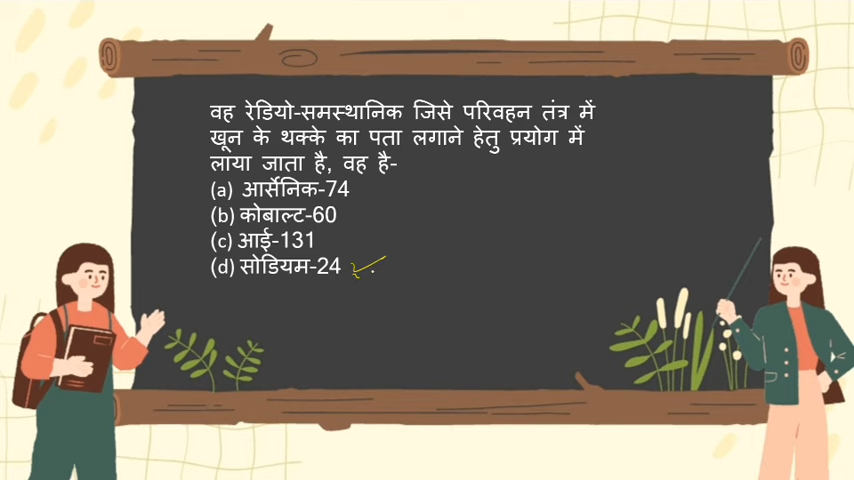 वह रेडियो-समस्थानिक जिसे परिवहन तंत्र में
खून के थक्के का पता लगाने हेतु प्रयोग में
लाया जाता है, वह है-
(a) आर्सेनिक-74
(b) कोबाल्ट-60
(c) आई-131
(d) सोडियम-24